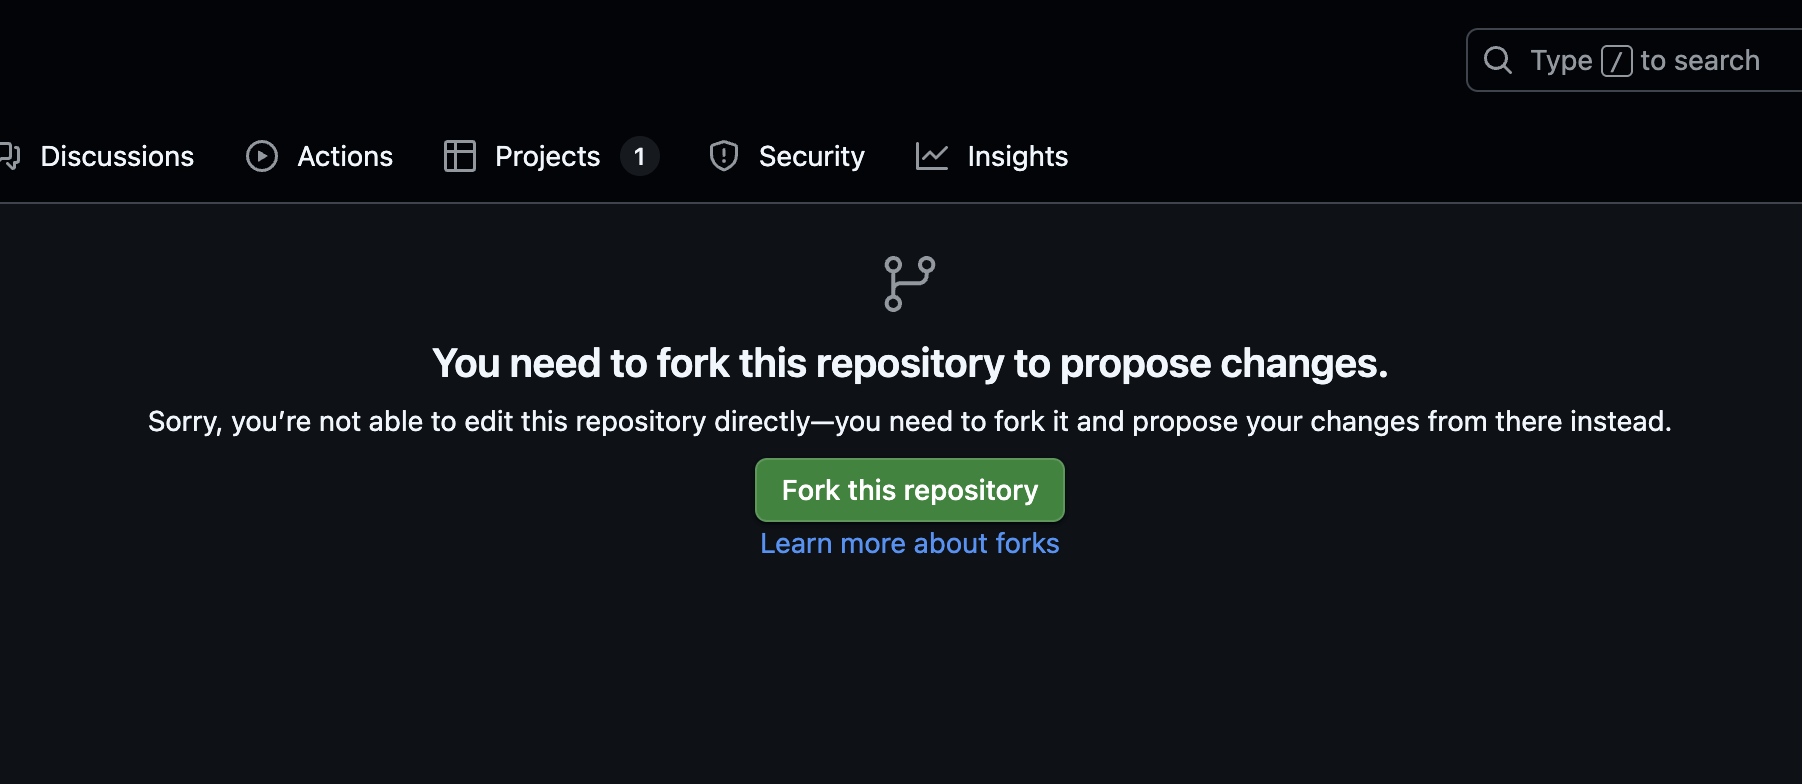 Type / to search
Discussions Actions Projects 1 Security Insights
You need to fork this repository to propose changes.
Sorry, you’re not able to edit this repository directly—you need to fork it and propose your changes from there instead.
Fork this repository
Learn more about forks